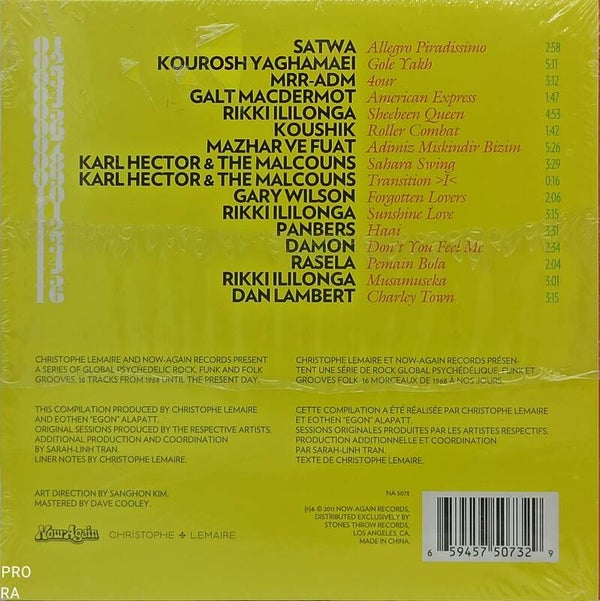 SATWA Allegro Piradissimo 2:58
KOUROSH YAGHMAEI Gole Yakh 5:11
MRR-ADM 4our 3:12
GALT MACDERMOT American Express 1:47
RIKKI ILILONGA Sheebeen Queen 4:53
KOUSHIK Roller Combat 1:42
MAZHAR VE FUAT Adimiz Miskindir Bizim 5:26
KARL HECTOR & THE MALCOUNS Sahara Swing 3:29
KARL HECTOR & THE MALCOUNS Transition >I< 0:16
GARY WILSON Forgotten Lovers 2:06
RIKKI ILILONGA Sunshine Love 3:15
PANBERS Haai 3:31
DAMON Don't You Feel Me 2:34
RASELA Pemain Bola 2:04
RIKKI ILILONGA Musamuseka 3:01
DAN LAMBERT Charley Town 3:15
CHRISTOPHE LEMAIRE AND NOW-AGAIN RECORDS PRESENT
A SERIES OF GLOBAL PSYCHEDELIC ROCK, FUNK AND FOLK
GROOVES. 16 TRACKS FROM 1968 UNTIL THE PRESENT DAY.
THIS COMPILATION PRODUCED BY CHRISTOPHE LEMAIRE
AND EOTHEN "EGON" ALAPATT.
ORIGINAL SESSIONS PRODUCED BY THE RESPECTIVE ARTISTS.
ADDITIONAL PRODUCTION AND COORDINATION
BY SARAH-LINH TRAN.
LINER NOTES BY CHRISTOPHE LEMAIRE.
ART DIRECTION BY SANGHON KIM.
MASTERED BY DAVE COOLEY.
Now-Again
CHRISTOPHE + LEMAIRE
CHRISTOPHE LEMAIRE ET NOW-AGAIN RECORDS PRÉSEN-
TENT UNE SÉRIE DE ROCK GLOBAL PSYCHÉDÉLIQUE, FUNK ET
GROOVES FOLK. 16 MORCEAUX DE 1968 À NOS JOURS.
CETTE COMPILATION A ÉTÉ RÉALISÉE PAR CHRISTOPHE LEMAIRE
ET EOTHEN "EGON" ALAPATT.
SESSIONS ORIGINALES PRODUITES PAR LES ARTISTES RESPECTIFS.
PRODUCTION ADDITIONNELLE ET COORDINATION
PAR SARAH-LINH TRAN.
TEXTE DE CHRISTOPHE LEMAIRE.
NA 5073
(P)& © 2011 NOW-AGAIN RECORDS,
DISTRIBUTED EXCLUSIVELY BY
STONES THROW RECORDS,
LOS ANGELES, CA.
MADE IN CHINA.
6 59457 50732 9
PRO
RA